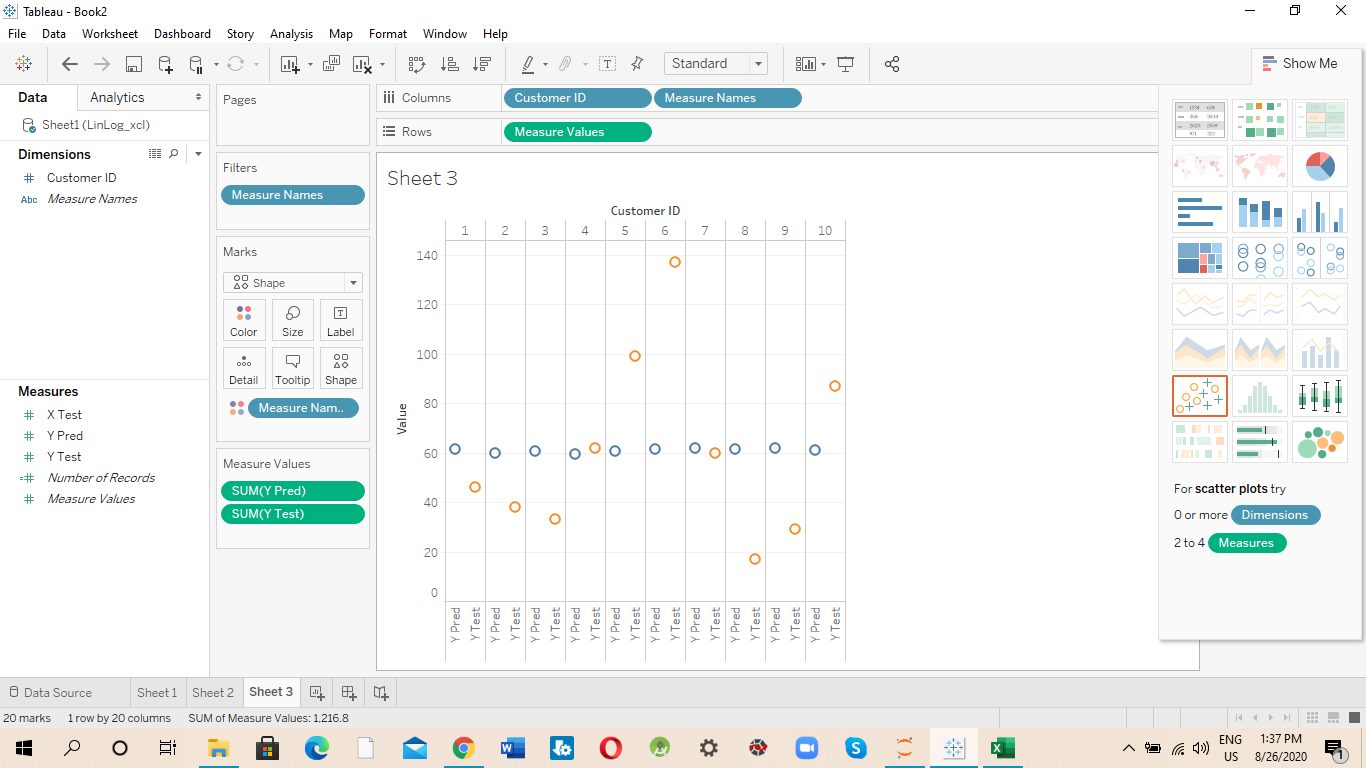 Tableau - Book2
File Data Worksheet Dashboard Story Analysis Map Format Window Help
Standard
Show Me
Data Analytics
Sheet1 (LinLog_xcl)
Dimensions
Customer ID
Abc Measure Names
Measures
X Test
Y Pred
Y Test
Number of Records
Measure Values
Pages
Filters
Measure Names
Marks
Shape
Color Size Label
Detail Tooltip Shape
Measure Nam..
Measure Values
SUM(Y Pred)
SUM(Y Test)
Columns Customer ID Measure Names
Rows Measure Values
Sheet 3
Customer ID
1 2 3 4 5 6 7 8 9 10
140
120
100
80
60
40
20
0
Value
Y Pred Y Test Y Pred Y Test Y Pred Y Test Y Pred Y Test Y Pred Y Test Y Pred Y Test Y Pred Y Test Y Pred Y Test Y Pred Y Test Y Pred Y Test
For scatter plots try
0 or more Dimensions
2 to 4 Measures
Data Source Sheet 1 Sheet 2 Sheet 3
20 marks 1 row by 20 columns SUM of Measure Values: 1,216.8
ENG
US
1:37 PM
8/26/2020
1